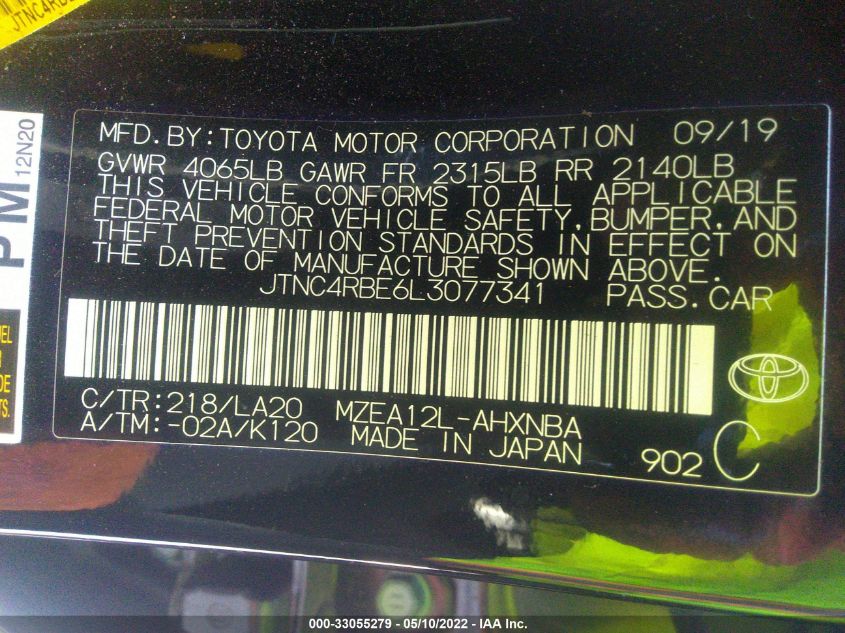 JTNC4RBE
PM
12N20
MFD.BY:TOYOTA MOTOR CORPORATION 09/19
GVWR 4065LB GAWR FR 2315LB RR 2140LB
THIS VEHICLE CONFORMS TO ALL APPLICABLE
FEDERAL MOTOR VEHICLE SAFETY,BUMPER,AND
THEFT PREVENTION STANDARDS IN EFFECT ON
THE DATE OF MANUFACTURE SHOWN ABOVE.
JTNC4RBE6L3077341 PASS.CAR
C/TR:218/LA20 MZEA12L-AHXNBA
A/TM:-02A/K120 MADE IN JAPAN
902 C
000-33055279 - 05/10/2022 - IAA Inc.